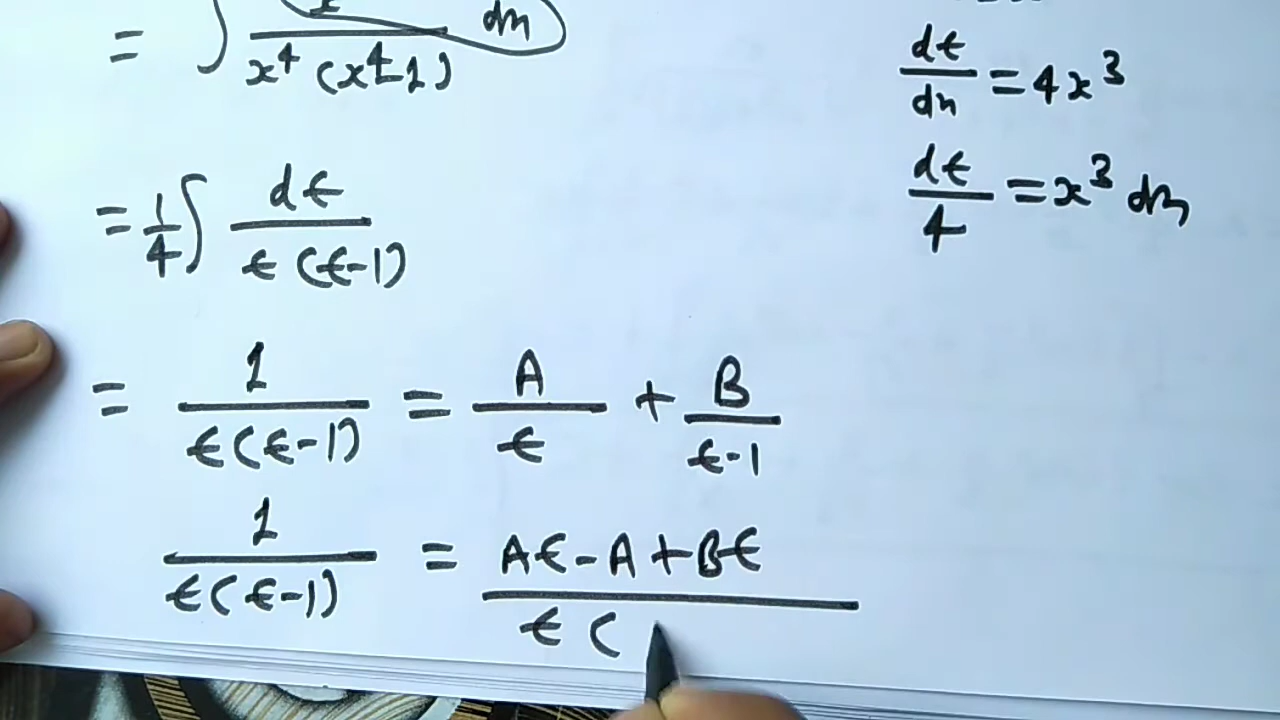 = ∫ x dx
x⁴ (x⁴-1)
dt/dx = 4x³
dt/4 = x³ dx
= 1/4 ∫ dt / t (t-1)
= 1 / t(t-1) = A / t + B / t-1
1 / t(t-1) = At-A+Bt / t (